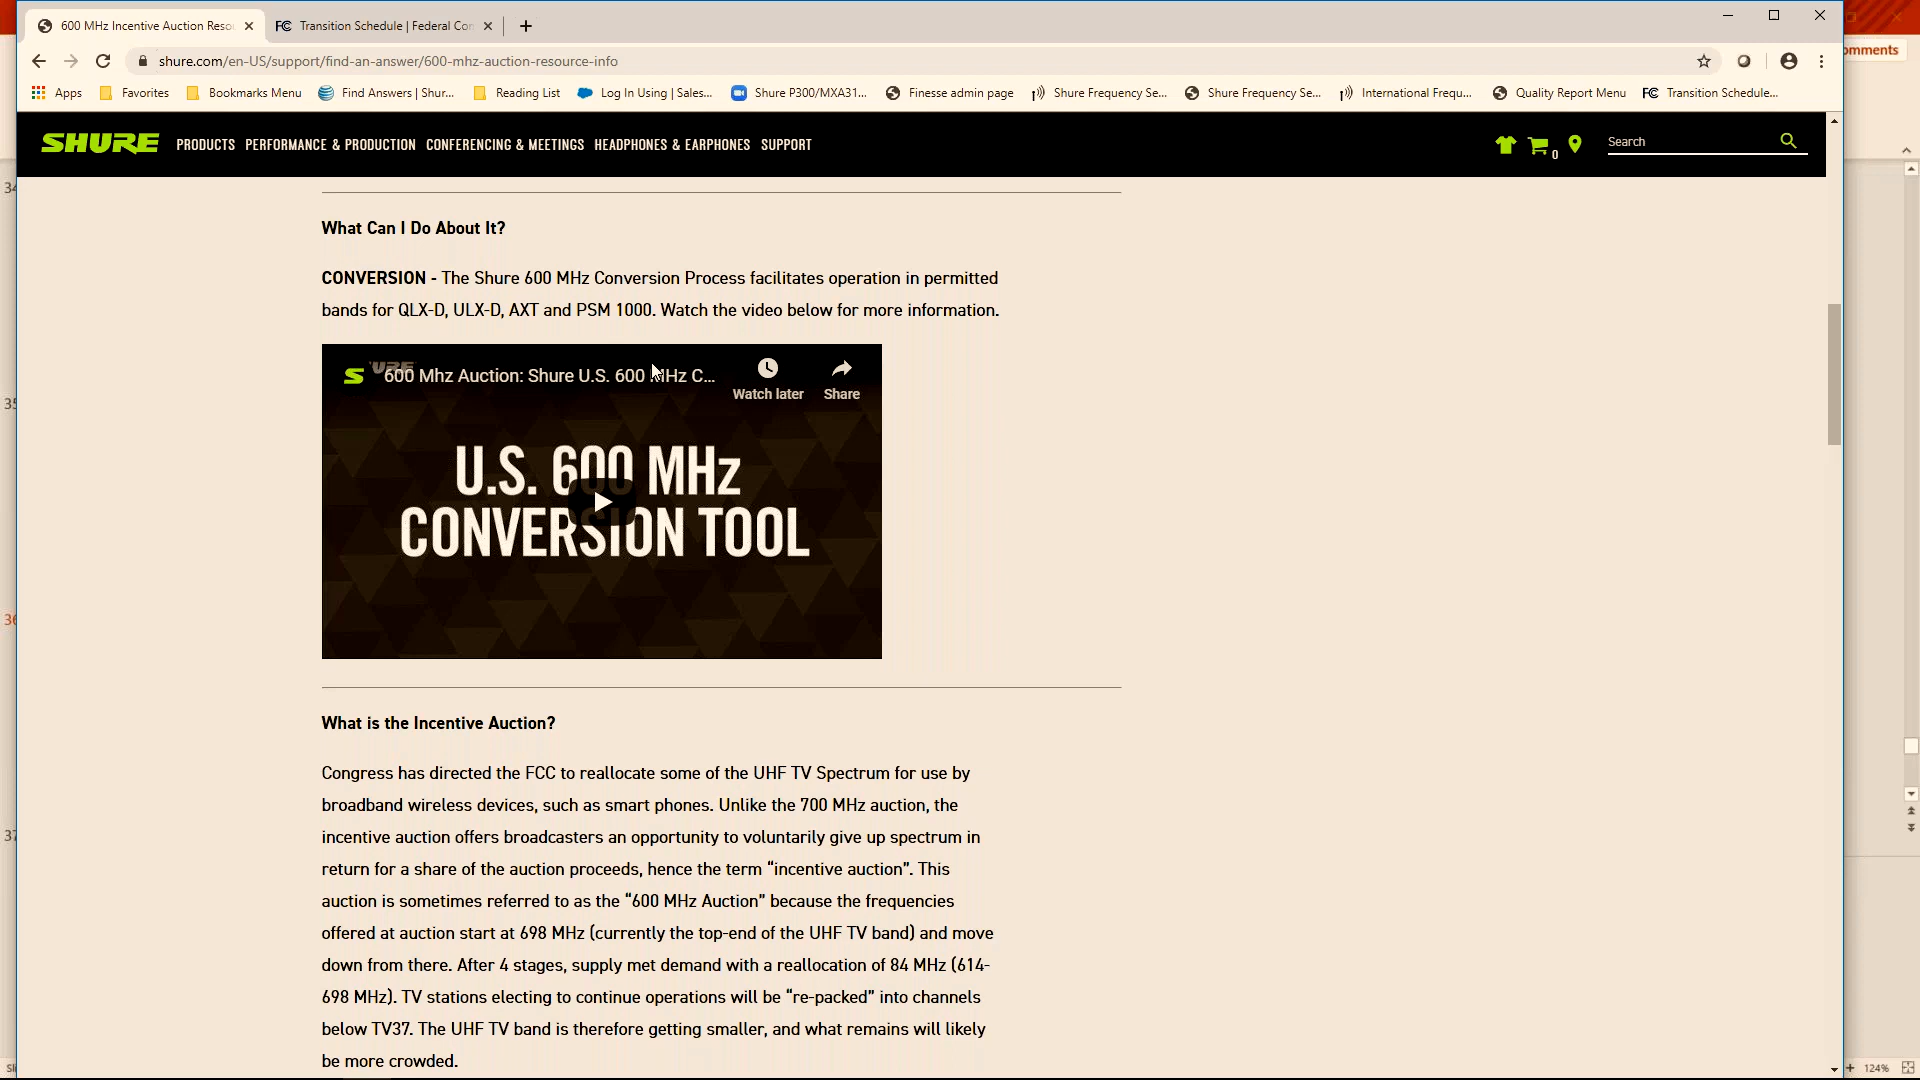 600 MHz Incentive Auction Reso
Transition Schedule | Federal Co
shure.com/en-US/support/find-an-answer/600-mhz-auction-resource-info
Apps Favorites Bookmarks Menu Find Answers | Shur... Reading List Log In Using | Sales... Shure P300/MXA31... Finesse admin page Shure Frequency Se... Shure Frequency Se... International Frequ... Quality Report Menu Transition Schedule...
omments
SHURE PRODUCTS PERFORMANCE & PRODUCTION CONFERENCING & MEETINGS HEADPHONES & EARPHONES SUPPORT 0 Search
What Can I Do About It?
CONVERSION - The Shure 600 MHz Conversion Process facilitates operation in permitted
bands for QLX-D, ULX-D, AXT and PSM 1000. Watch the video below for more information.
600 Mhz Auction: Shure U.S. 600 MHz C...
Watch later Share
U.S. 600 MHz
CONVERSION TOOL
What is the Incentive Auction?
Congress has directed the FCC to reallocate some of the UHF TV Spectrum for use by
broadband wireless devices, such as smart phones. Unlike the 700 MHz auction, the
incentive auction offers broadcasters an opportunity to voluntarily give up spectrum in
return for a share of the auction proceeds, hence the term “incentive auction”. This
auction is sometimes referred to as the “600 MHz Auction” because the frequencies
offered at auction start at 698 MHz (currently the top-end of the UHF TV band) and move
down from there. After 4 stages, supply met demand with a reallocation of 84 MHz (614-
698 MHz). TV stations electing to continue operations will be “re-packed” into channels
below TV37. The UHF TV band is therefore getting smaller, and what remains will likely
be more crowded.
34
35
36
37
124%